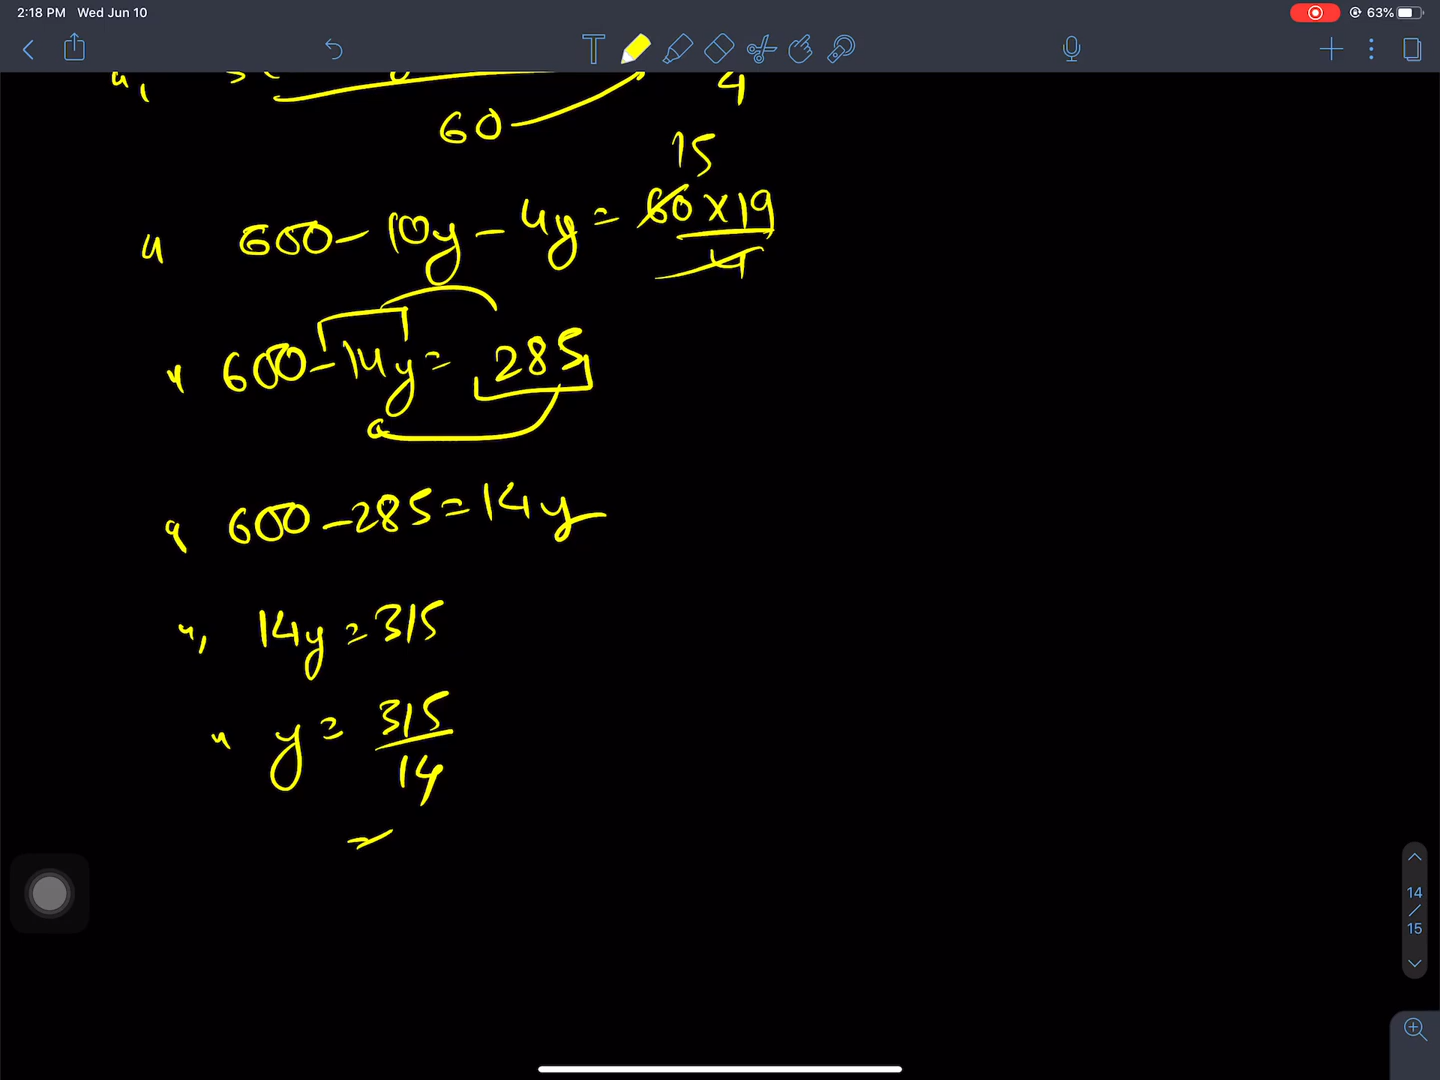 2:18 PM Wed Jun 10
63%
4
60
15
600 - 10y - 4y = 60 x 19
4
600 - 14y = 285
600 - 285 = 14y
14y = 315
y = 315
14
=
14
/
15